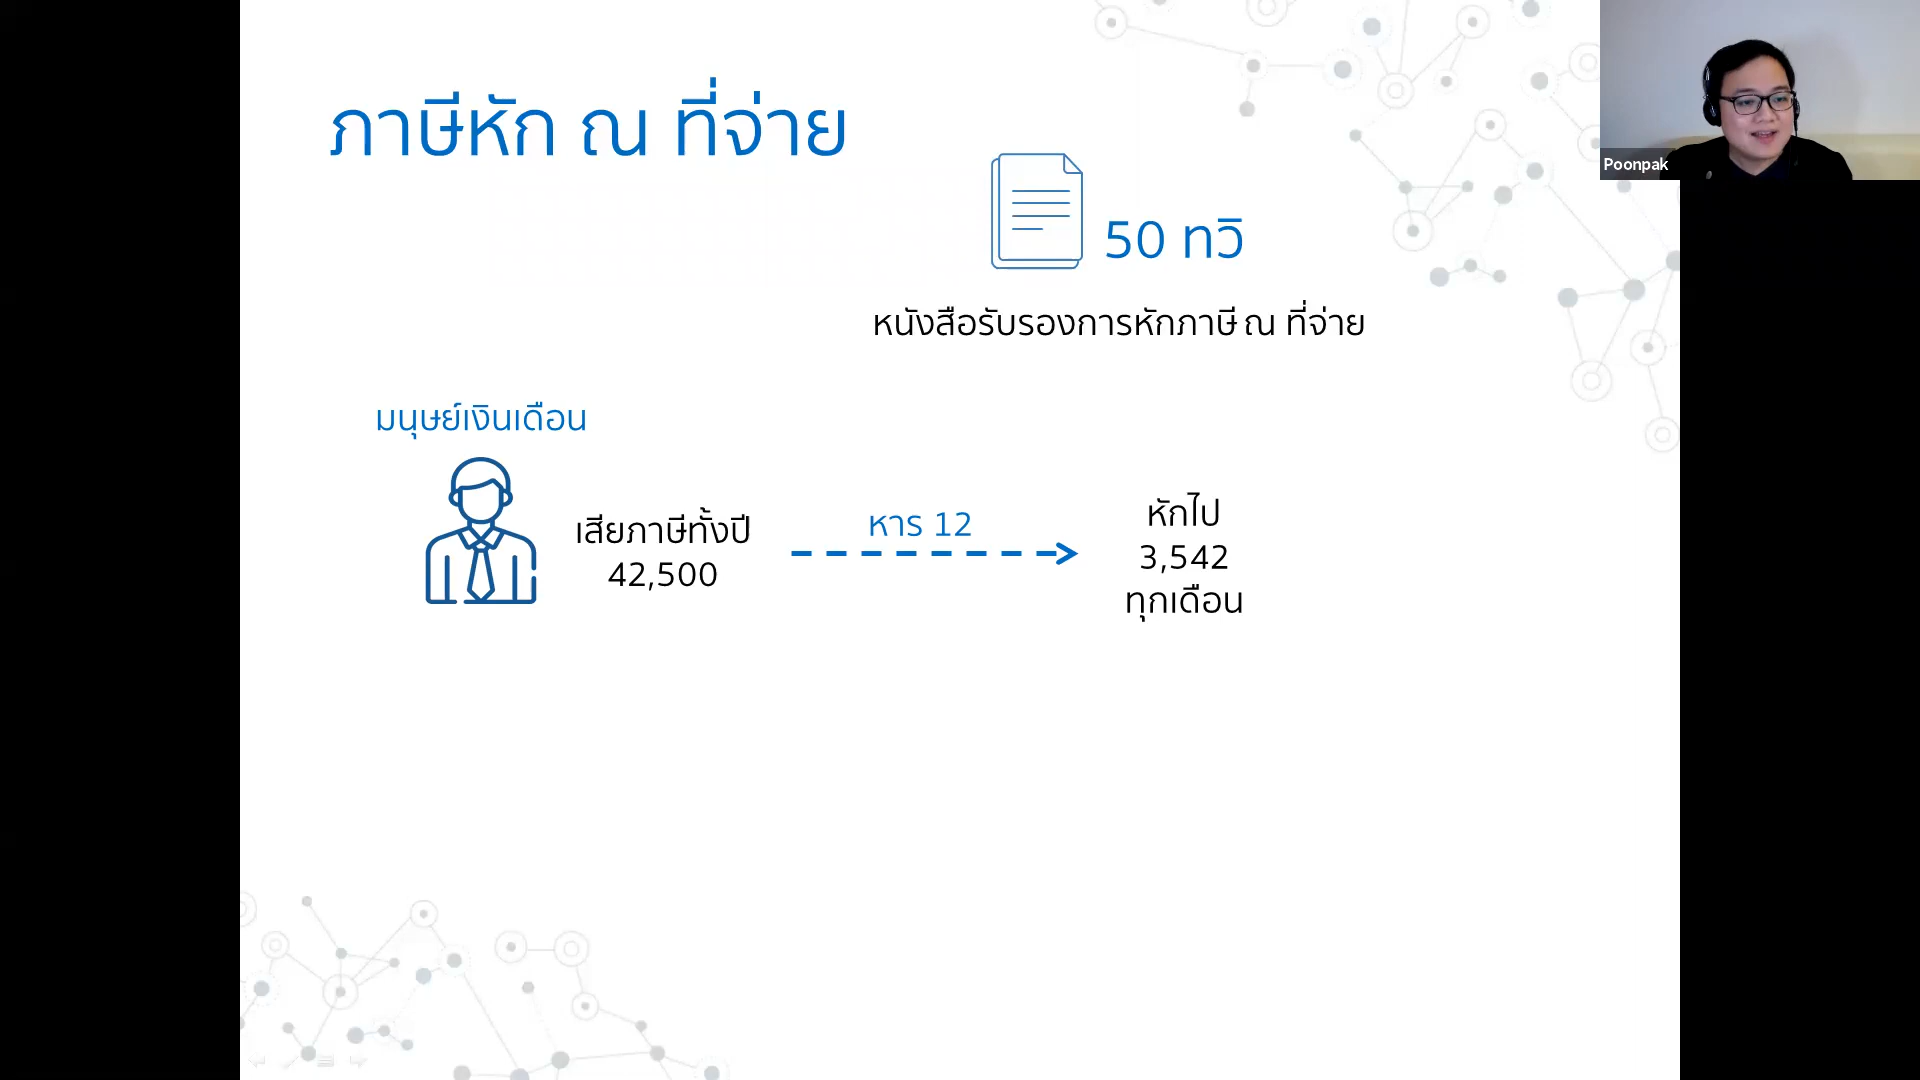 ภาษีหัก ณ ที่จ่าย
50 ทวิ
หนังสือรับรองการหักภาษี ณ ที่จ่าย
มนุษย์เงินเดือน
เสียภาษีทั้งปี
42,500
หาร 12
หักไป
3,542
ทุกเดือน
Poonpak